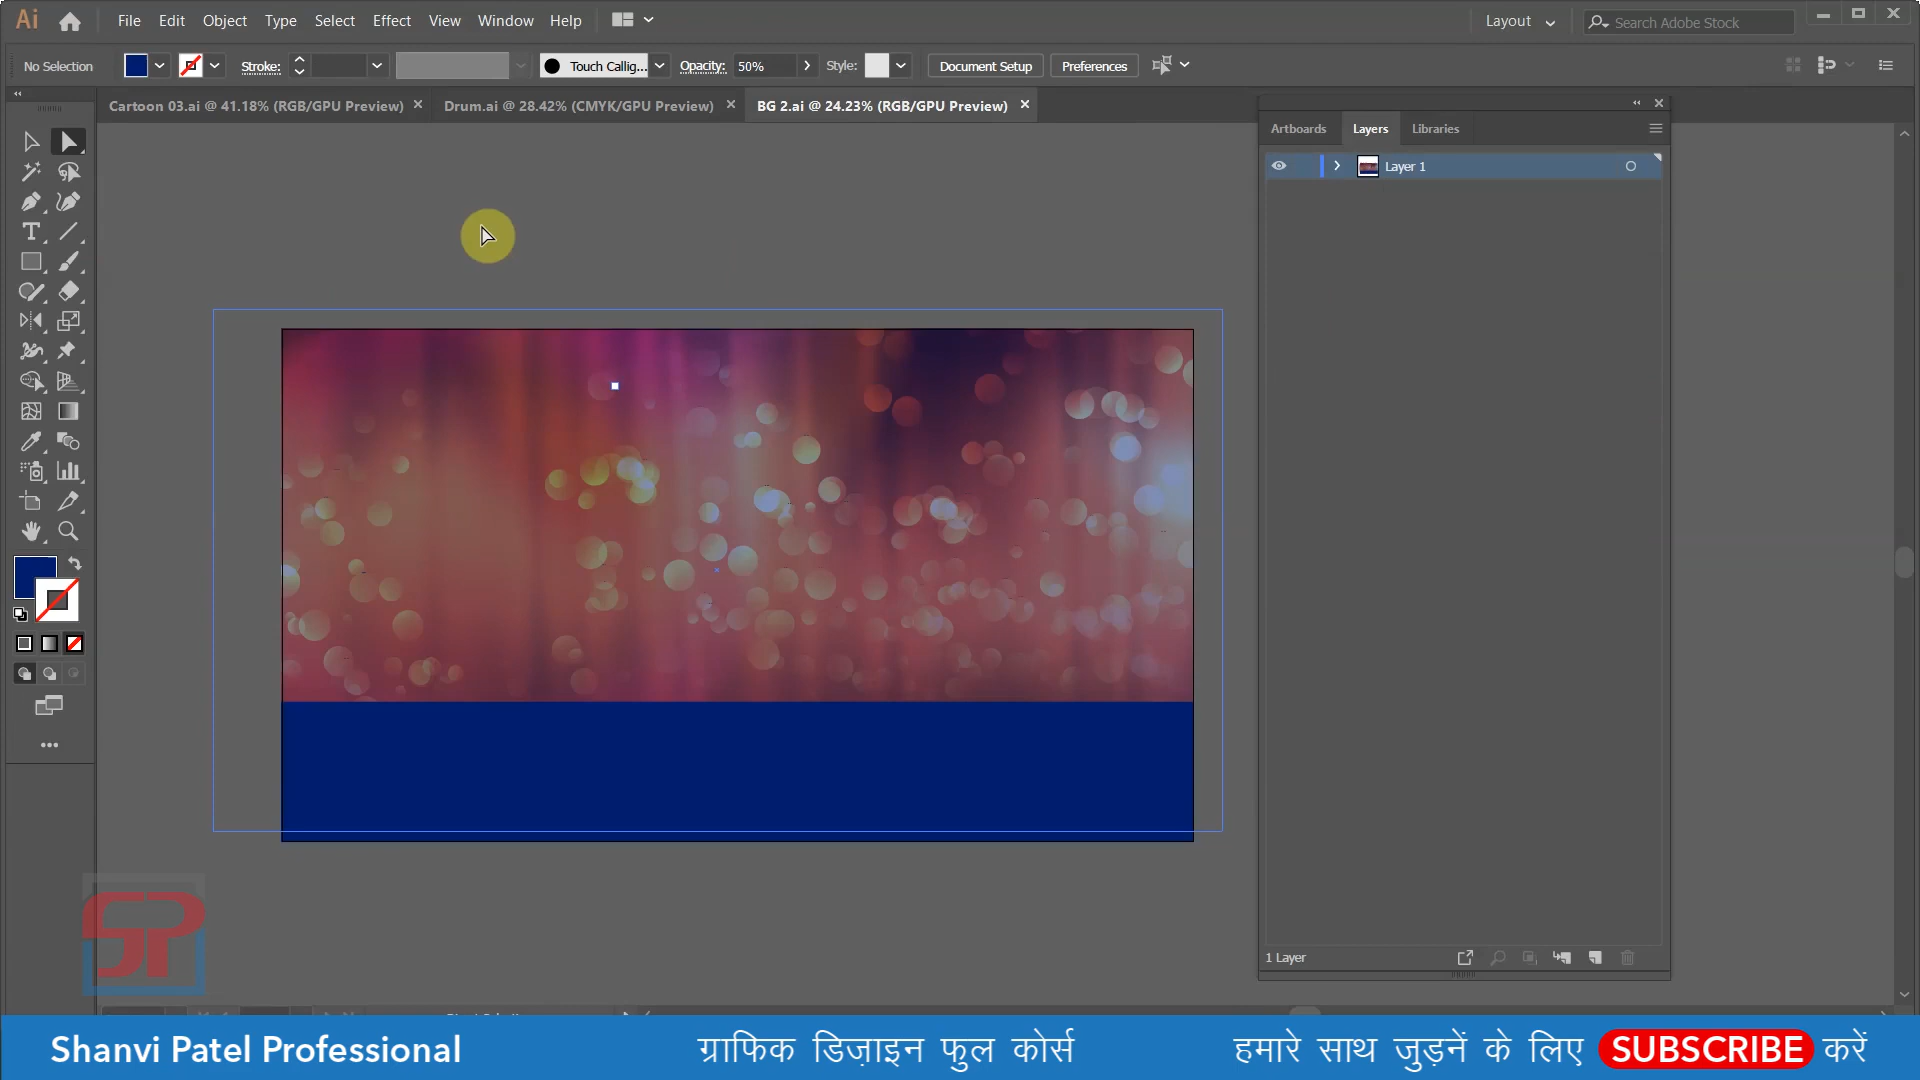 Ai File Edit Object Type Select Effect View Window Help Layout Search Adobe Stock
No Selection Stroke: Touch Callig... Opacity: 50% Style: Document Setup Preferences
Cartoon 03.ai @ 41.18% (RGB/GPU Preview) Drum.ai @ 28.42% (CMYK/GPU Preview) BG 2.ai @ 24.23% (RGB/GPU Preview)
Artboards Layers Libraries
Layer 1
1 Layer
SP
Shanvi Patel Professional ग्राफिक डिज़ाइन फुल कोर्स हमारे साथ जुड़नें के लिए SUBSCRIBE करें